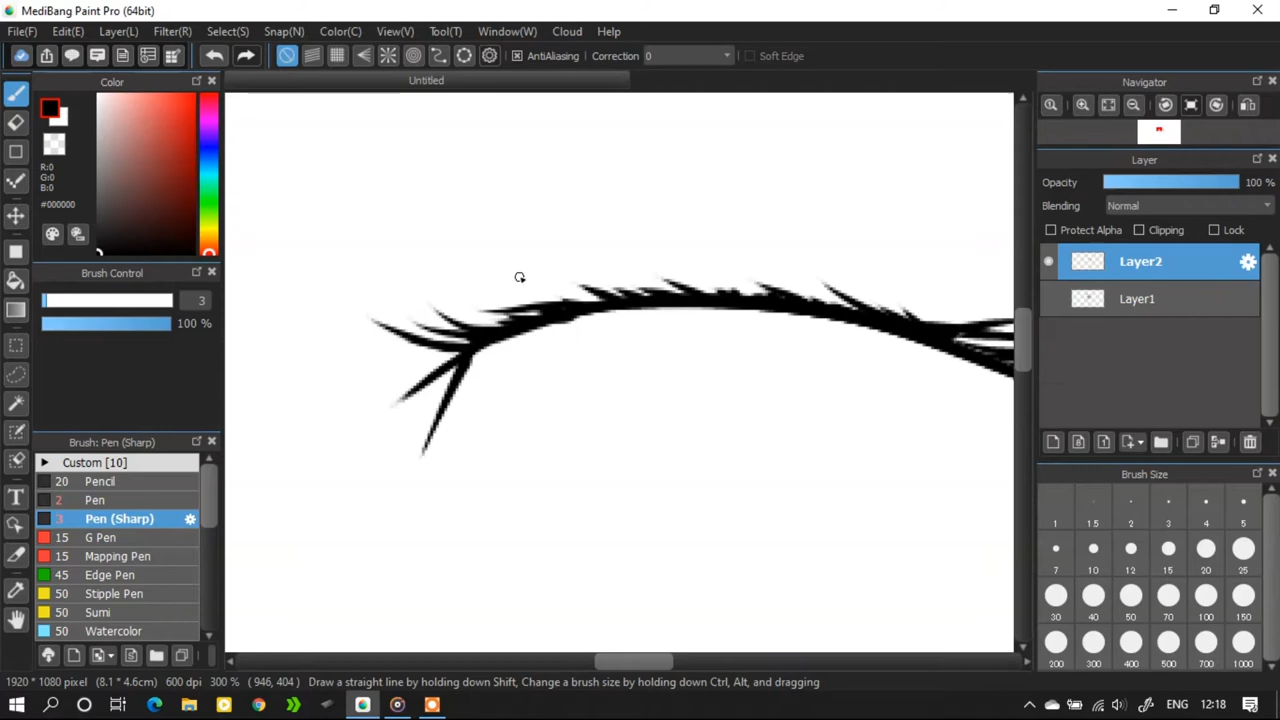 MediBang Paint Pro (64bit)
File(F) Edit(E) Layer(L) Filter(R) Select(S) Snap(N) Color(C) View(V) Tool(T) Window(W) Cloud Help
AntiAliasing Correction 0 Soft Edge
Color
Untitled
Navigator
R:0
G:0
B:0
#000000
Layer
Opacity 100 %
Blending Normal
Protect Alpha Clipping Lock
Layer2
Layer1
Brush Control
3
100 %
Brush: Pen (Sharp)
Custom [10]
20 Pencil
2 Pen
3 Pen (Sharp)
15 G Pen
15 Mapping Pen
45 Edge Pen
50 Stipple Pen
50 Sumi
50 Watercolor
Brush Size
1 1.5 2 3 4 5
7 10 12 15 20 25
30 40 50 70 100 150
200 300 400 500 700 1000
1920 * 1080 pixel (8.1 * 4.6cm) 600 dpi 300 % ( 946, 404 ) Draw a straight line by holding down Shift, Change a brush size by holding down Ctrl, Alt, and dragging
ENG 12:18